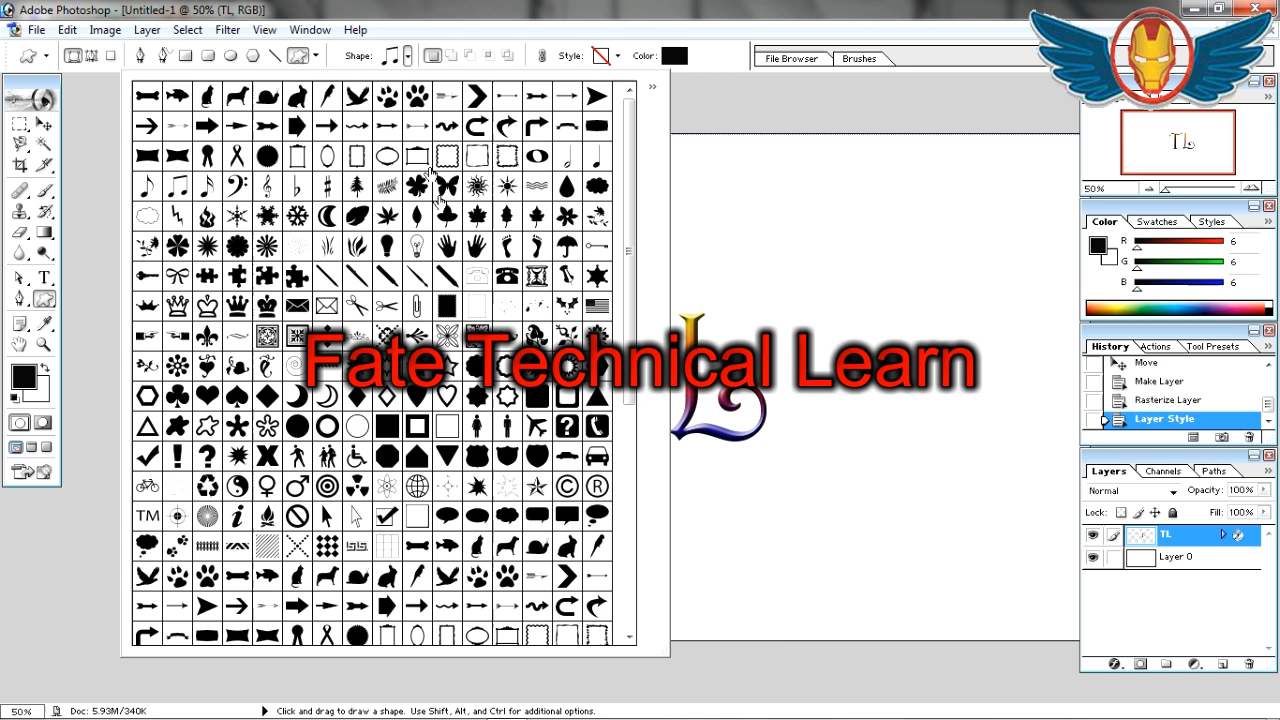 Adobe Photoshop - [Untitled-1 @ 50% (TL, RGB)]
File Edit Image Layer Select Filter View Window Help
Shape: Style: Color: File Browser Brushes
TL
50%
Color Swatches Styles
R 6
G 6
B 6
History Actions Tool Presets
Move
Make Layer
Rasterize Layer
Layer Style
Layers Channels Paths
Normal Opacity: 100%
Lock: Fill: 100%
TL
Layer 0
TM
L
Fate Technical Learn
50% Doc: 5.93M/340K Click and drag to draw a shape. Use Shift, Alt, and Ctrl for additional options.